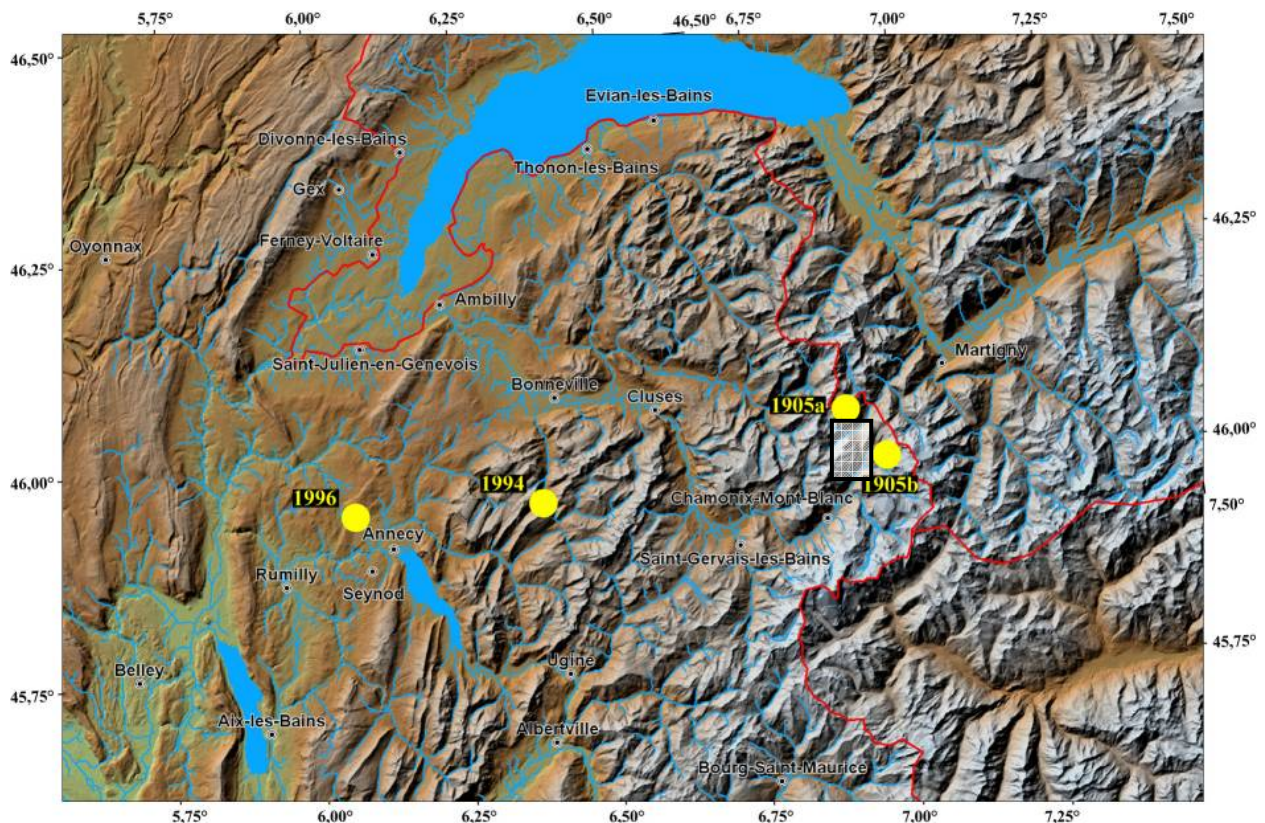 5,75° 6,00 6,25° 6,50° 46,50° 6,75° 7,00° 7,25° 7,50°
46,50°
Evian-les-Bains
Divonne-les-Bains
Thonon-les-Bains
Gex
46,25°
Ferney-Voltaire
Oyonnax
46,25°
Ambilly
Martigny
Saint-Julien-en-Genevois
Bonneville
Cluses
1905a
46,00°
46,00°
1994
1905b
1996
Chamonix-Mont-Blanc
7,50°
Annecy
Saint-Gervais-les-Bains
Rumilly
Seynod
45,75°
Belley
Ugine
45,75°
Aix-les-Bains
Albertville
Bourg-Saint-Maurice
5,75° 6,00° 6,25° 6,50° 6,75° 7,00° 7,25°